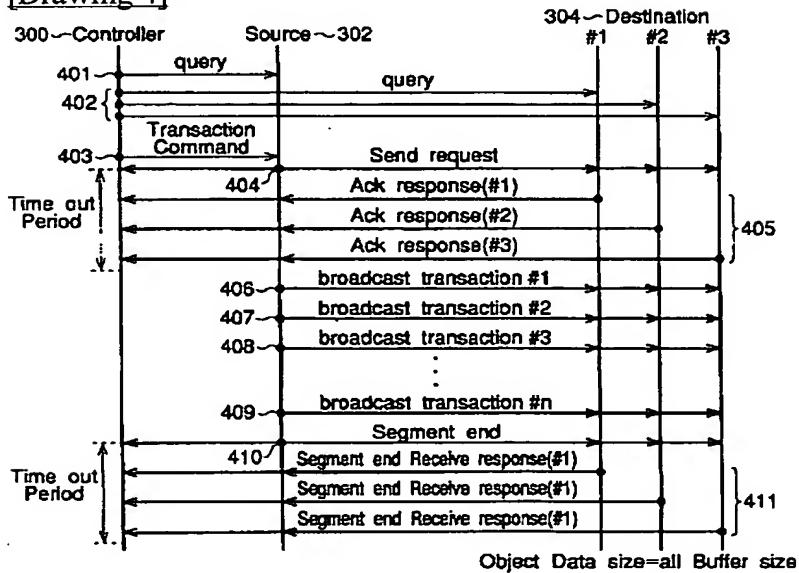 [Drawing 4]
304~Destination
300~Controller Source~302 #1 #2 #3
401~ query
402 query
403~ Transaction Command
404 Send request
Time out Period
Ack response(#1)
Ack response(#2)
Ack response(#3)
405
406~ broadcast transaction #1
407~ broadcast transaction #2
408~ broadcast transaction #3
409~ broadcast transaction #n
410 Segment end
Time out Period
Segment end Receive response(#1)
Segment end Receive response(#1)
Segment end Receive response(#1)
411
Object Data size=all Buffer size